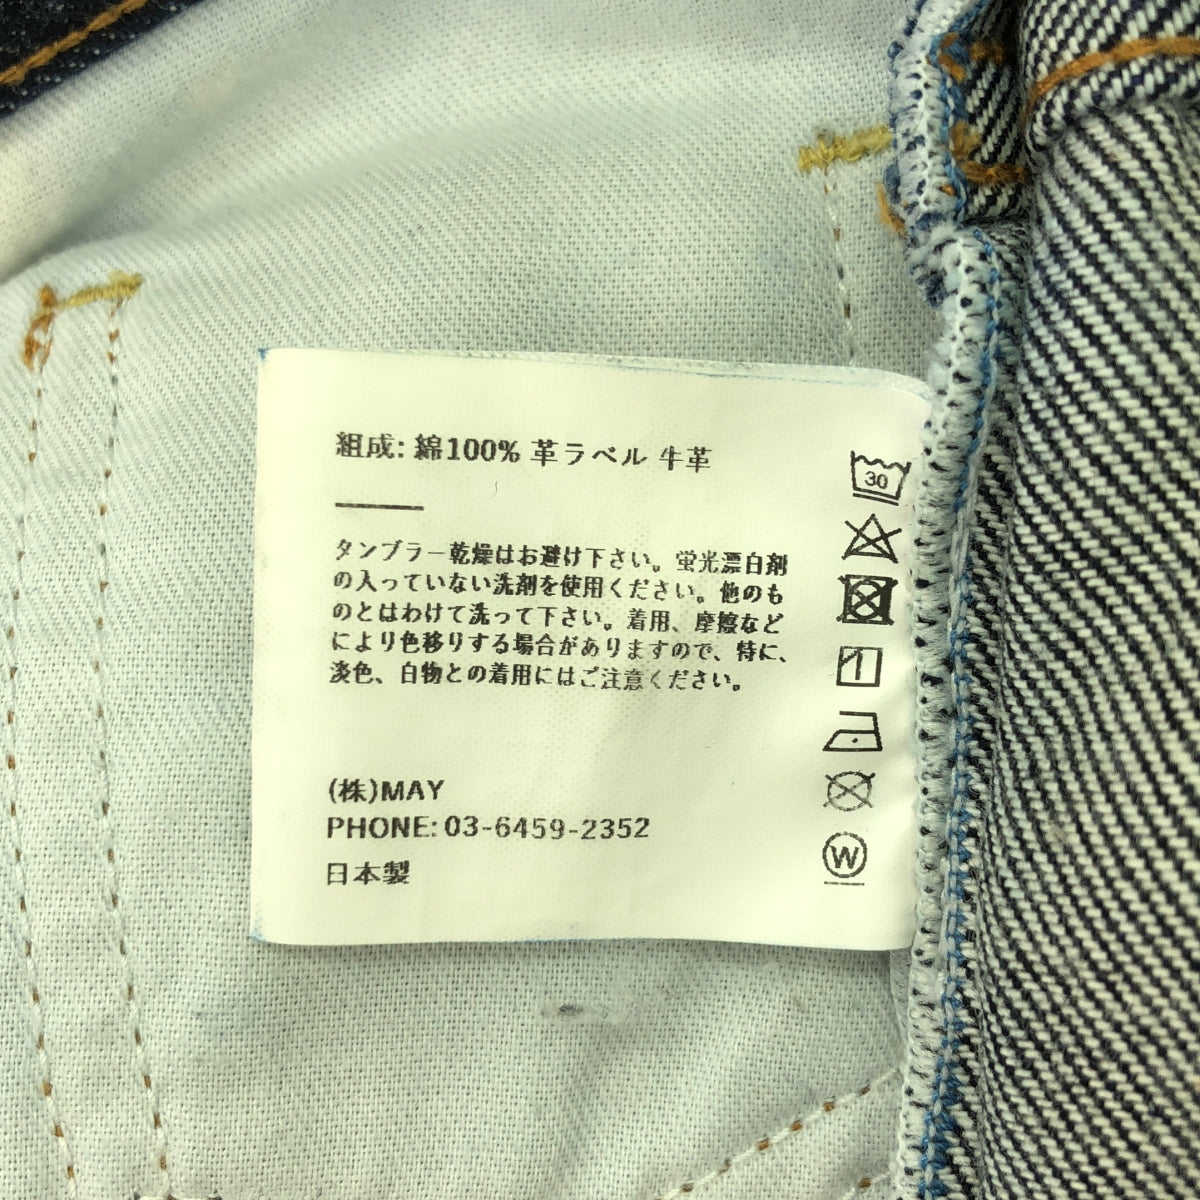 組成: 綿100% 革ラベル 牛革
タンブラー乾燥はお避け下さい。蛍光漂白剤
の入っていない洗剤を使用ください。他のも
のとはわけて洗って下さい。着用、摩擦など
により色移りする場合がありますので、特に、
淡色、白物との着用にはご注意ください。
(株)MAY
PHONE: 03-6459-2352
日本製
30
W